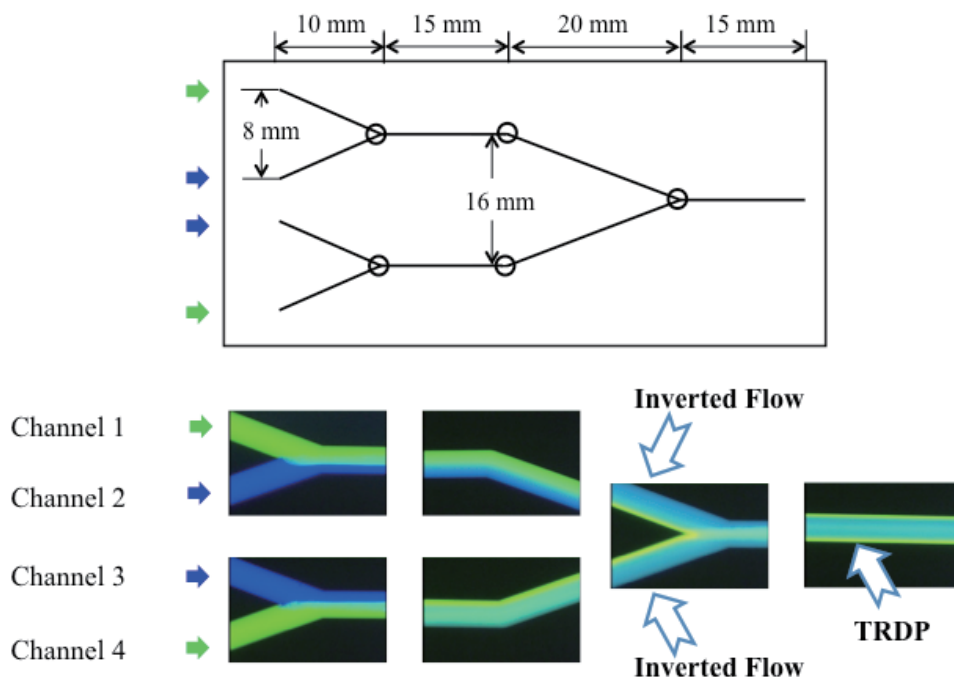 10 mm 15 mm 20 mm 15 mm
8 mm
16 mm
Inverted Flow
Channel 1
Channel 2
Channel 3
Channel 4
TRDP
Inverted Flow